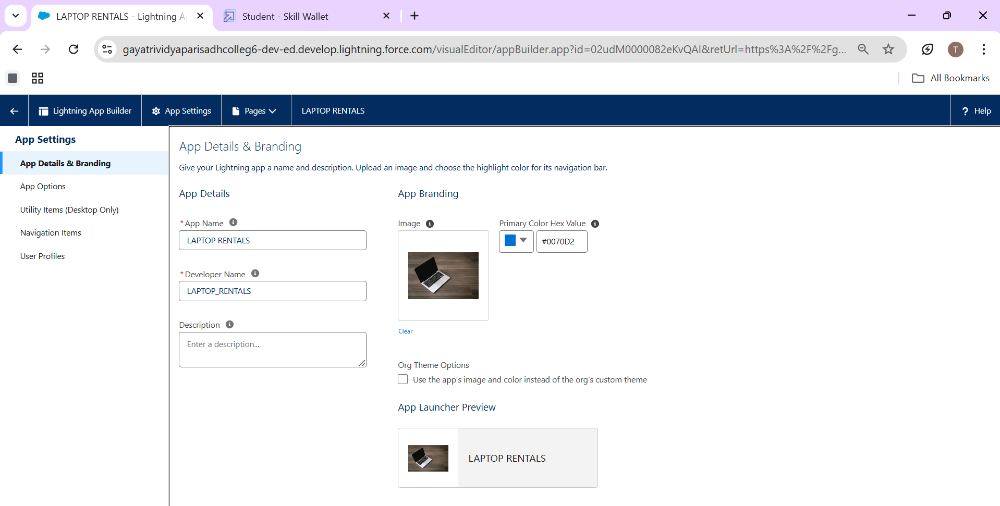 LAPTOP RENTALS - Lightning A
Student - Skill Wallet
gayatrividyaparisadhcolleg6-dev-ed.develop.lightning.force.com/visualEditor/appBuilder.app?id=02udM0000082eKvQAI&retUrl=https%3A%2F%2Fg...
T
All Bookmarks
Lightning App Builder
App Settings
Pages
LAPTOP RENTALS
? Help
App Settings
App Details & Branding
App Options
Utility Items (Desktop Only)
Navigation Items
User Profiles
App Details & Branding
Give your Lightning app a name and description. Upload an image and choose the highlight color for its navigation bar.
App Details
*App Name
LAPTOP RENTALS
*Developer Name
LAPTOP_RENTALS
Description
Enter a description...
App Branding
Image
Clear
Primary Color Hex Value
#0070D2
Org Theme Options
Use the app's image and color instead of the org's custom theme
App Launcher Preview
LAPTOP RENTALS